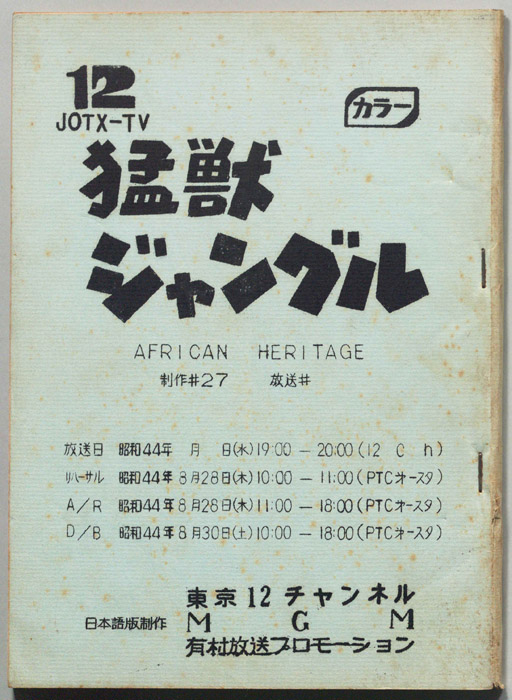 12
JOTX-TV
カラー
猛獣
ジャングル
AFRICAN HERITAGE
制作#27 放送#
放送日 昭和44年 月 日(木)19:00 — 20:00(12 Ch)
リハーサル 昭和44年8月28日(木)10:00 — 11:00(PTCオースタ)
A/R 昭和44年8月28日(木)11:00 — 18:00(PTCオースタ)
D/B 昭和44年8月30日(土)10:00 — 18:00(PTCオースタ)
東京12チャンネル
日本語版制作 M G M
有村放送プロモーション